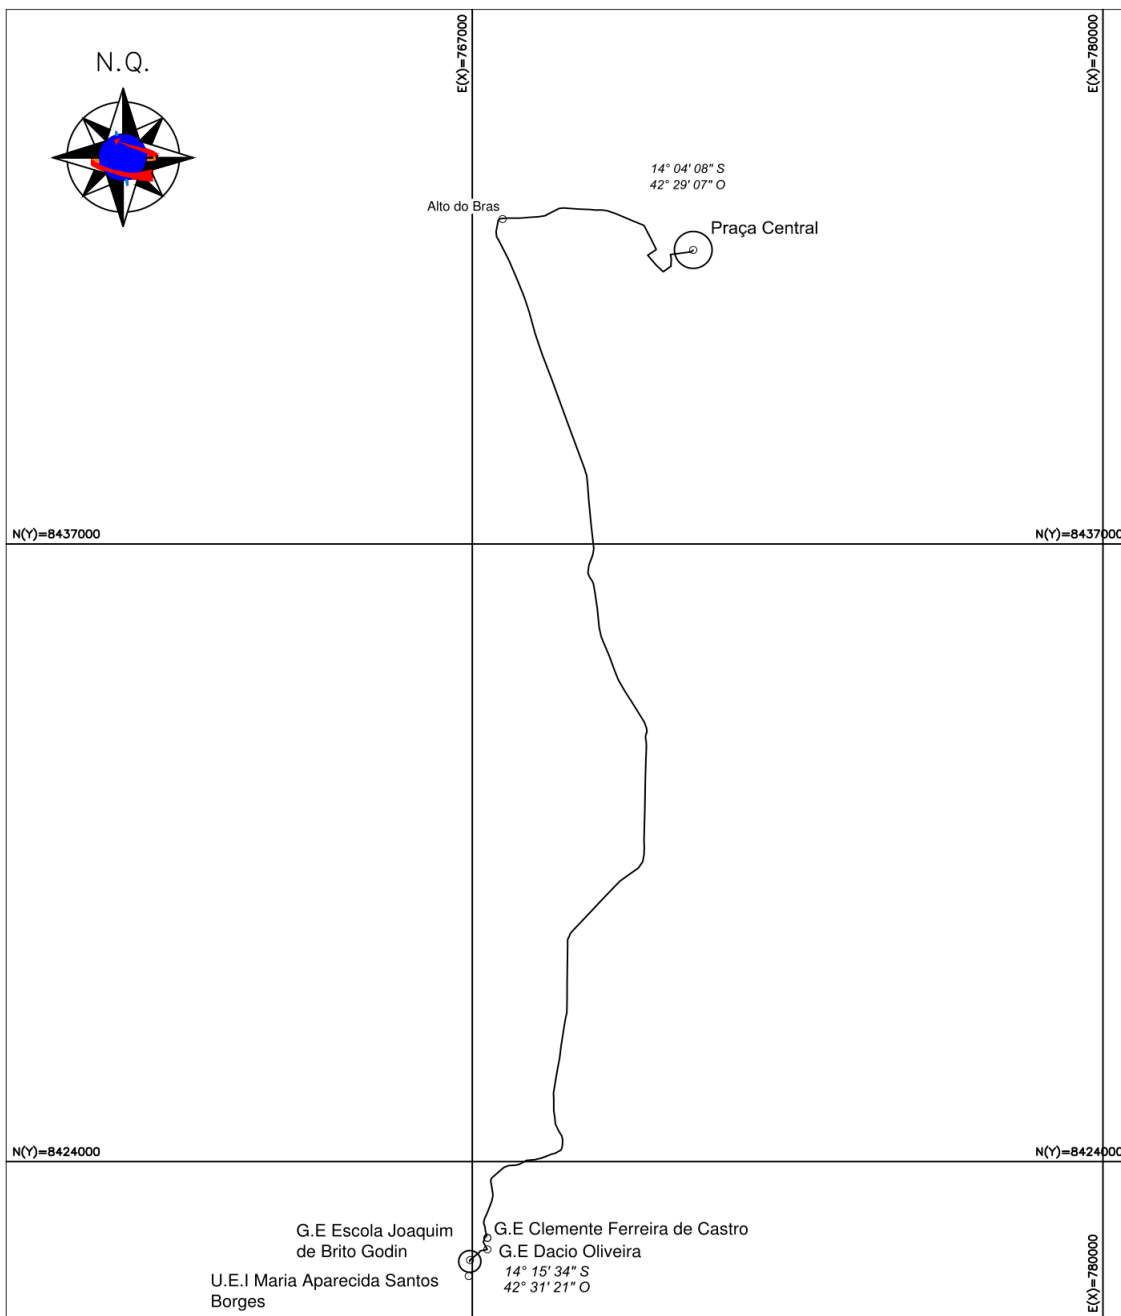 E(X)=767000
E(X)=780000
N.Q.
14° 04' 08" S
42° 29' 07" O
Alto do Bras
Praça Central
N(Y)=8437000
N(Y)=8437000
N(Y)=8424000
N(Y)=8424000
G.E Escola Joaquim
de Brito Godin
G.E Clemente Ferreira de Castro
G.E Dacio Oliveira
14° 15' 34" S
42° 31' 21" O
U.E.I Maria Aparecida Santos
Borges
E(X)=780000